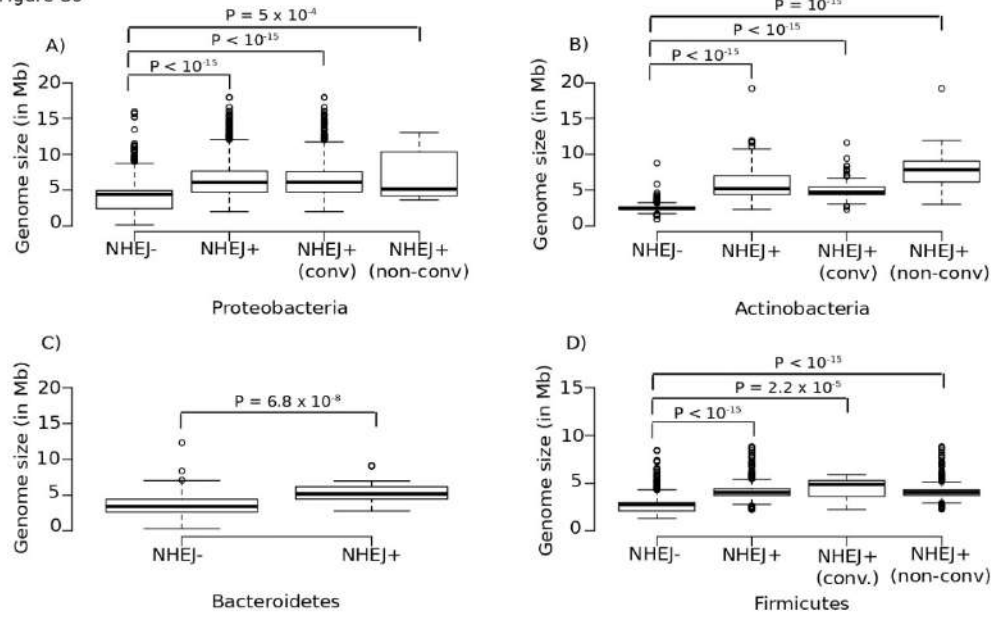 P = 5 x 10⁻⁴
A)
P < 10⁻¹⁵
P < 10⁻¹⁵
Genome size (in Mb)
20
15
10
5
0
NHEJ- NHEJ+ NHEJ+ NHEJ+
(conv) (non-conv)
Proteobacteria
P = 10⁻¹⁵
B)
P < 10⁻¹⁵
P < 10⁻¹⁵
Genome size (in Mb)
20
15
10
5
0
NHEJ- NHEJ+ NHEJ+ NHEJ+
(conv) (non-conv)
Actinobacteria
C)
Genome size (in Mb)
20
15
10
5
0
P = 6.8 x 10⁻⁸
NHEJ- NHEJ+
Bacteroidetes
D)
P < 10⁻¹⁵
P = 2.2 x 10⁻⁵
P < 10⁻¹⁵
Genome size (in Mb)
15
10
5
0
NHEJ- NHEJ+ NHEJ+ NHEJ+
(conv.) (non-conv)
Firmicutes